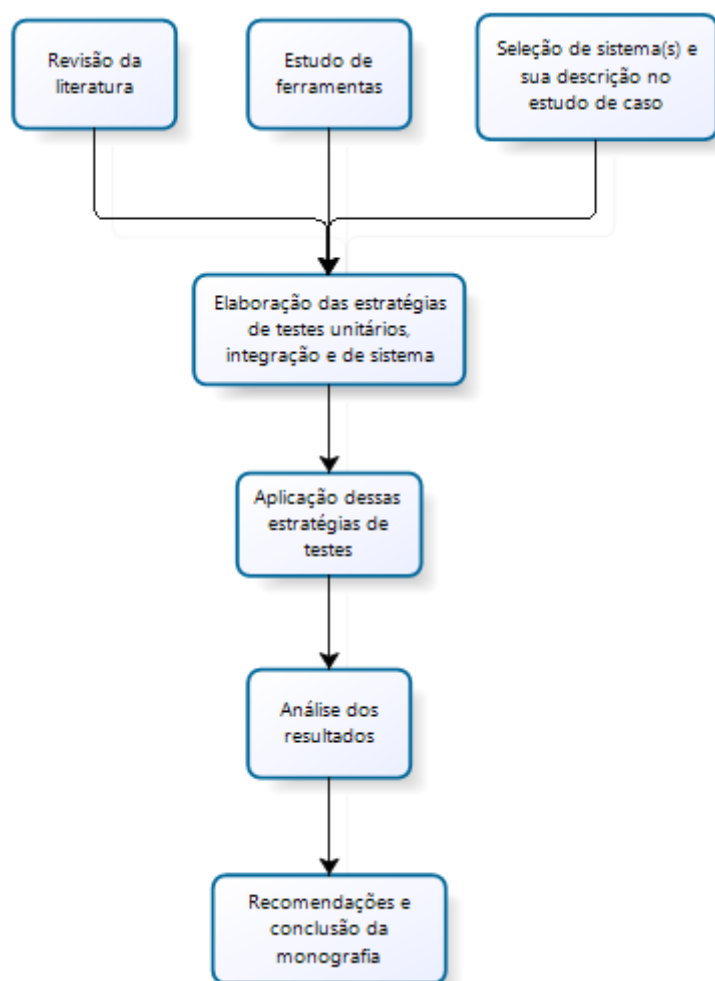 Revisão da
literatura
Estudo de
ferramentas
Seleção de sistema(s) e
sua descrição no
estudo de caso
Elaboração das estratégias
de testes unitários,
integração e de sistema
Aplicação dessas
estratégias de
testes
Análise dos
resultados
Recomendações e
conclusão da
monografia